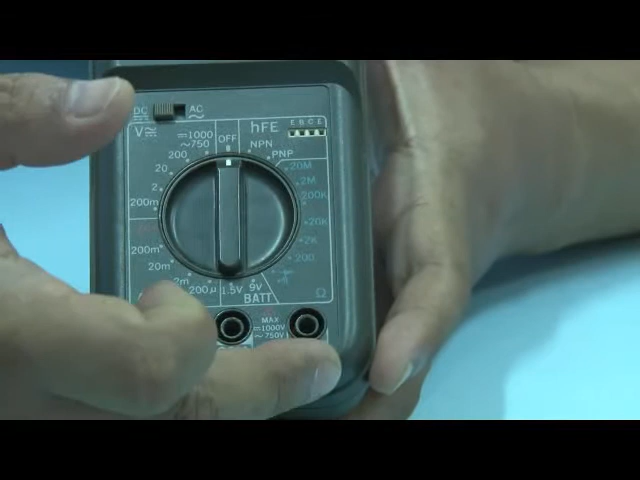 DC AC
V
OFF
hFE
E B C E
1000
~750
NPN
PNP
200
20
2
200m
20M
2M
200K
20K
2K
200
200m
20m
2m
200µ
1.5V 9V
BATT
Ω
MAX
1000V
~750V